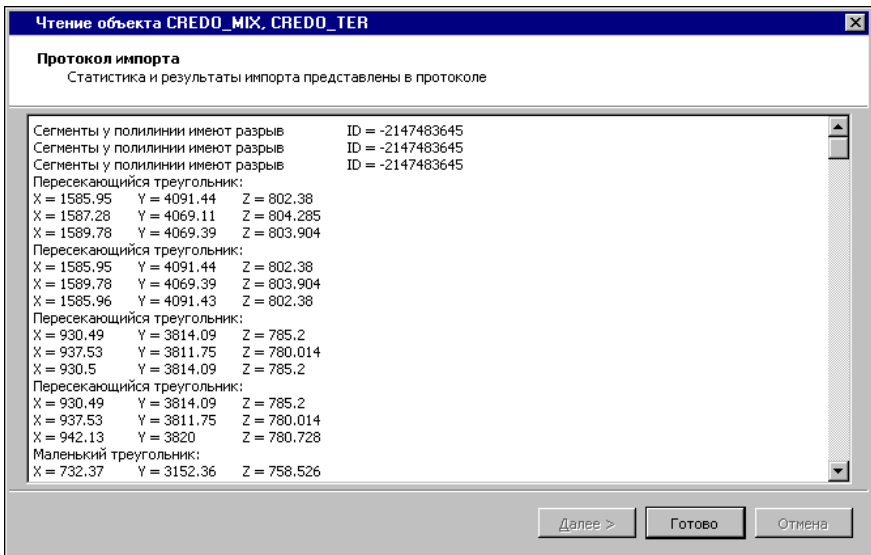 Чтение объекта CREDO_MIX, CREDO_TER
Протокол импорта
Статистика и результаты импорта представлены в протоколе
Сегменты у полилинии имеют разрыв ID = -2147483645
Сегменты у полилинии имеют разрыв ID = -2147483645
Сегменты у полилинии имеют разрыв ID = -2147483645
Пересекающийся треугольник:
X = 1585.95 Y = 4091.44 Z = 802.38
X = 1587.28 Y = 4069.11 Z = 804.285
X = 1589.78 Y = 4069.39 Z = 803.904
Пересекающийся треугольник:
X = 1585.95 Y = 4091.44 Z = 802.38
X = 1589.78 Y = 4069.39 Z = 803.904
X = 1585.96 Y = 4091.43 Z = 802.38
Пересекающийся треугольник:
X = 930.49 Y = 3814.09 Z = 785.2
X = 937.53 Y = 3811.75 Z = 780.014
X = 930.5 Y = 3814.09 Z = 785.2
Пересекающийся треугольник:
X = 930.49 Y = 3814.09 Z = 785.2
X = 937.53 Y = 3811.75 Z = 780.014
X = 942.13 Y = 3820 Z = 780.728
Маленький треугольник:
X = 732.37 Y = 3152.36 Z = 758.526
Далее > Готово Отмена